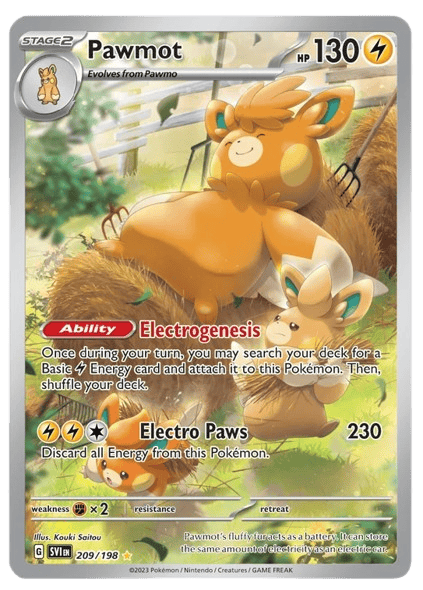 STAGE 2 Pawmot HP 130
Evolves from Pawmo
Ability Electrogenesis
Once during your turn, you may search your deck for a
Basic Energy card and attach it to this Pokémon. Then,
shuffle your deck.
Electro Paws 230
Discard all Energy from this Pokémon.
weakness ×2 resistance retreat
Illus. Kouki Saitou
Pawmot's fluffy fur acts as a battery. It can store
the same amount of electricity as an electric car.
G SVI EN 209/198
©2023 Pokémon / Nintendo / Creatures / GAME FREAK